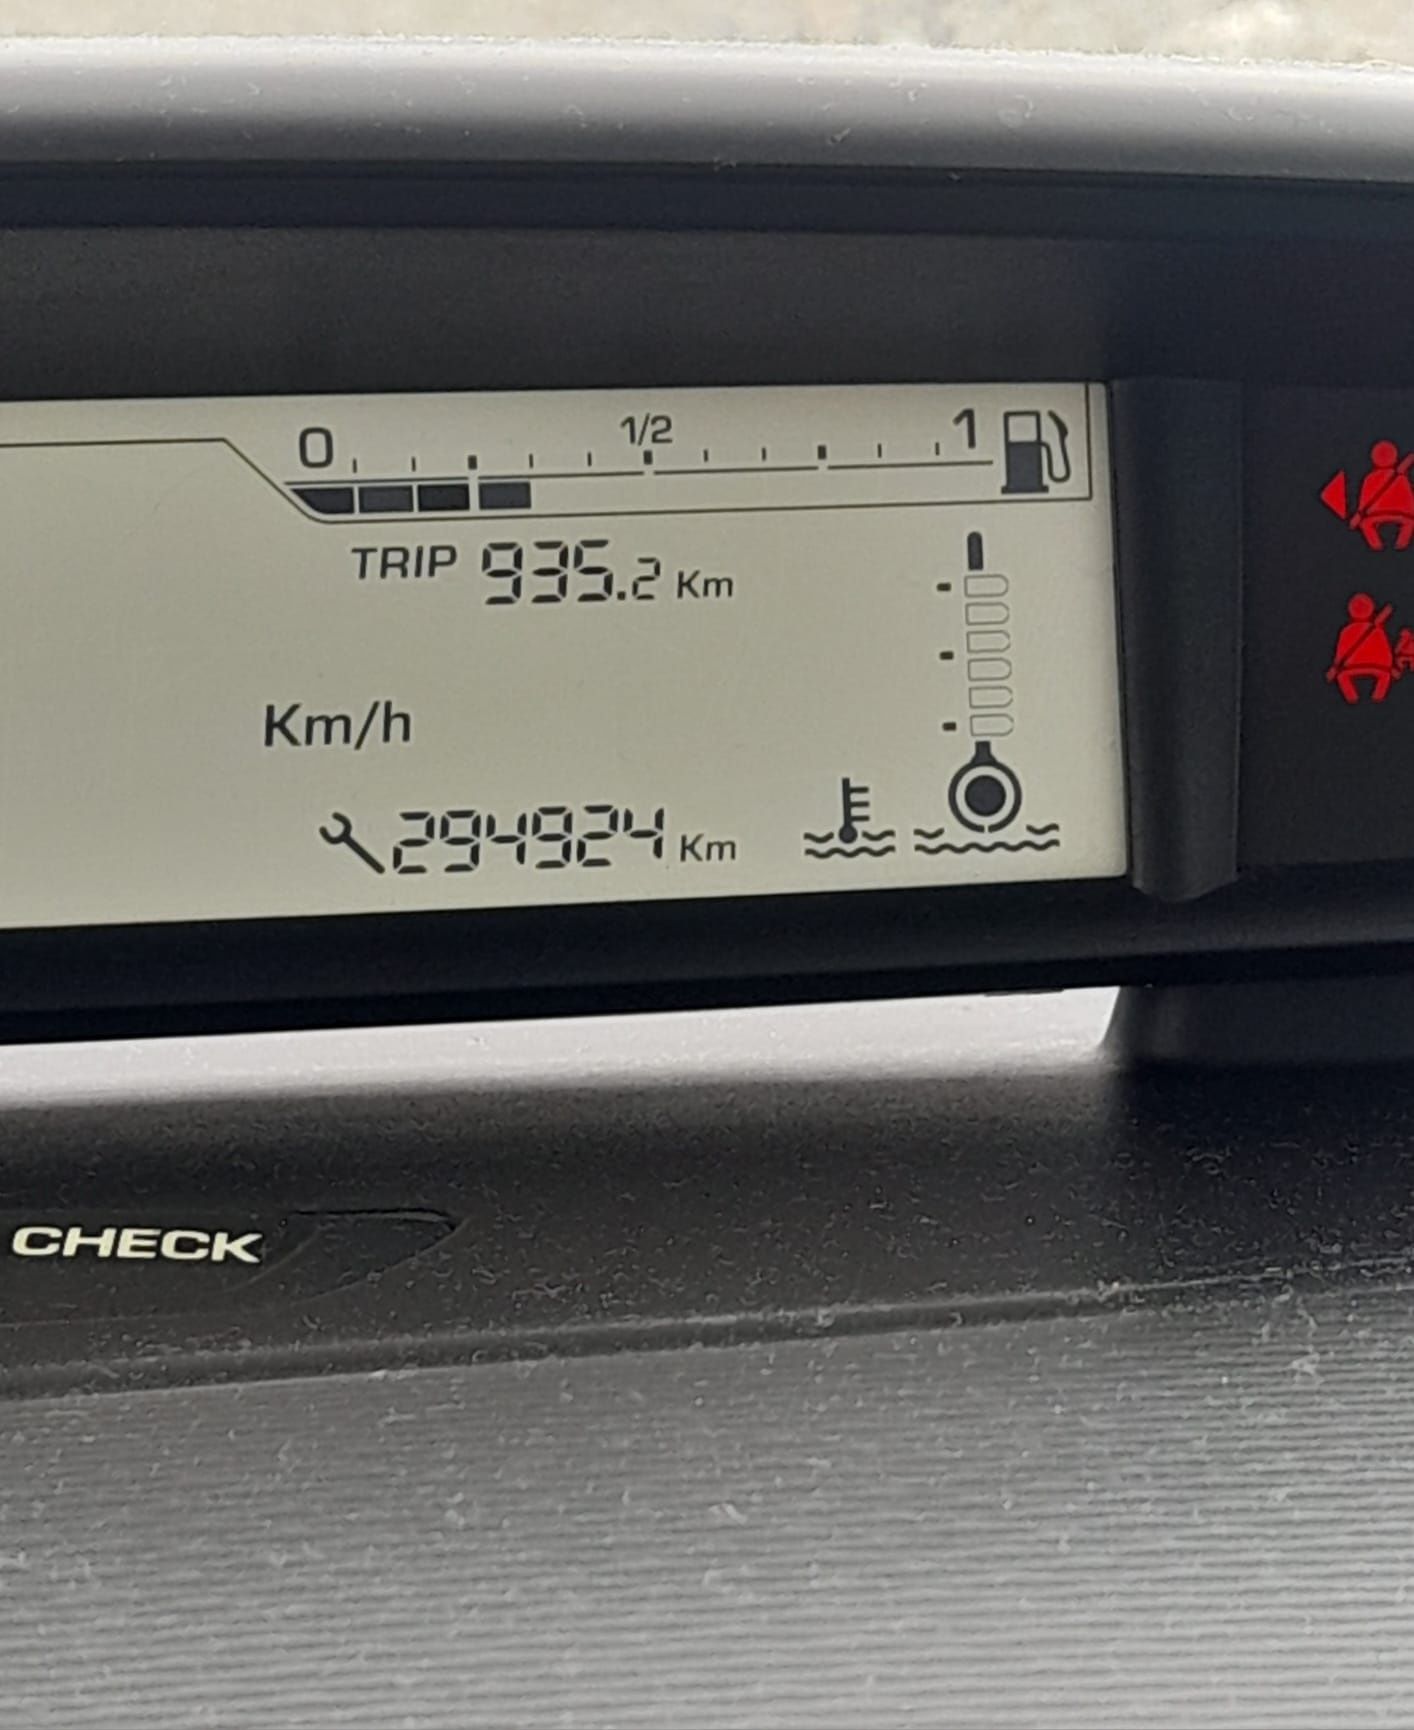 0 1/2 1
TRIP 935.2 Km
Km/h
294924 Km
CHECK